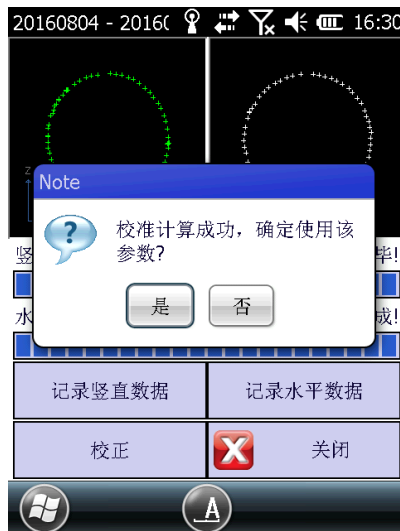 20160804 - 2016( 16:30
z
Note
校准计算成功，确定使用该
参数?
竖 毕!
是 否
水 成!
记录竖直数据 记录水平数据
校正 关闭
A